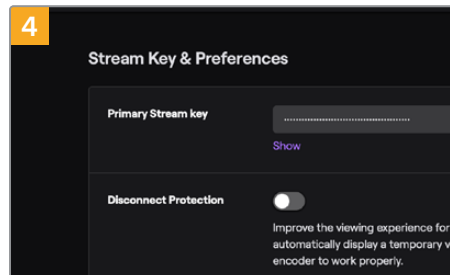 4
Stream Key & Preferences
Primary Stream key
Show
Disconnect Protection
Improve the viewing experience for
automatically display a temporary v
encoder to work properly.